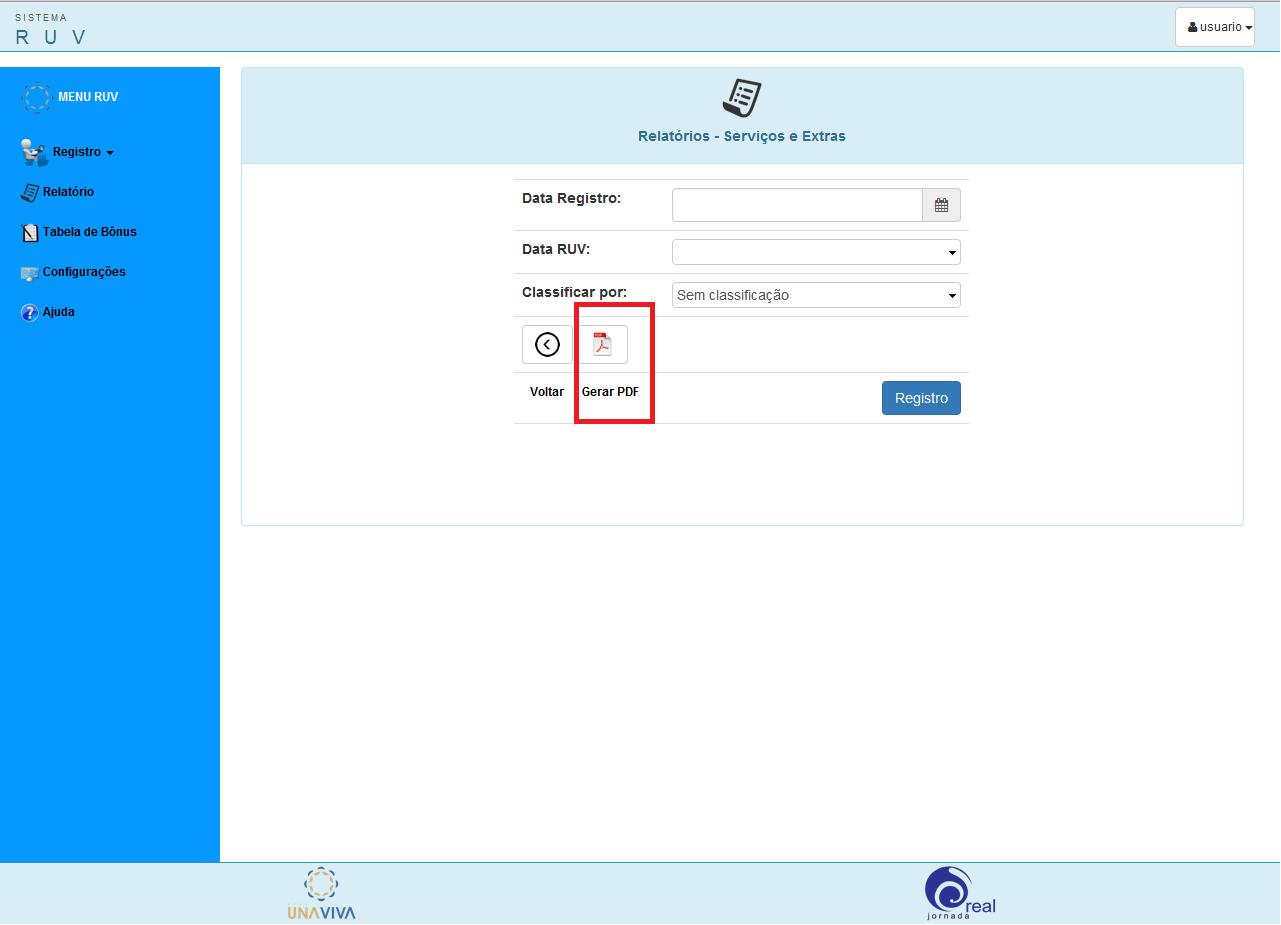 SISTEMA
R U V
usuario
MENU RUV
Registro
Relatório
Tabela de Bônus
Configurações
Ajuda
Relatórios - Serviços e Extras
Data Registro:
Data RUV:
Classificar por:
Sem classificação
Voltar
Gerar PDF
Registro
UNAVIVA
real
jornada